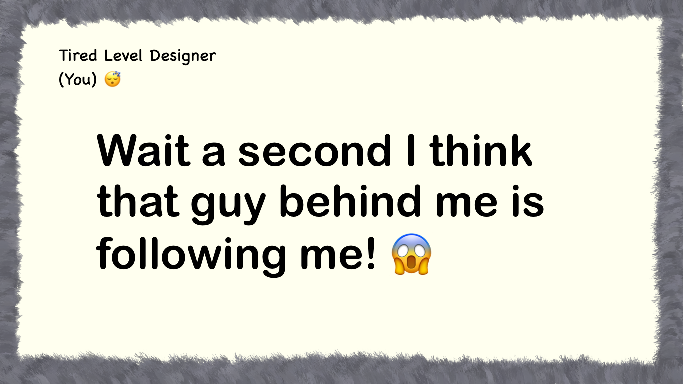 Tired Level Designer
(You) 😴
Wait a second I think
that guy behind me is
following me! 😱